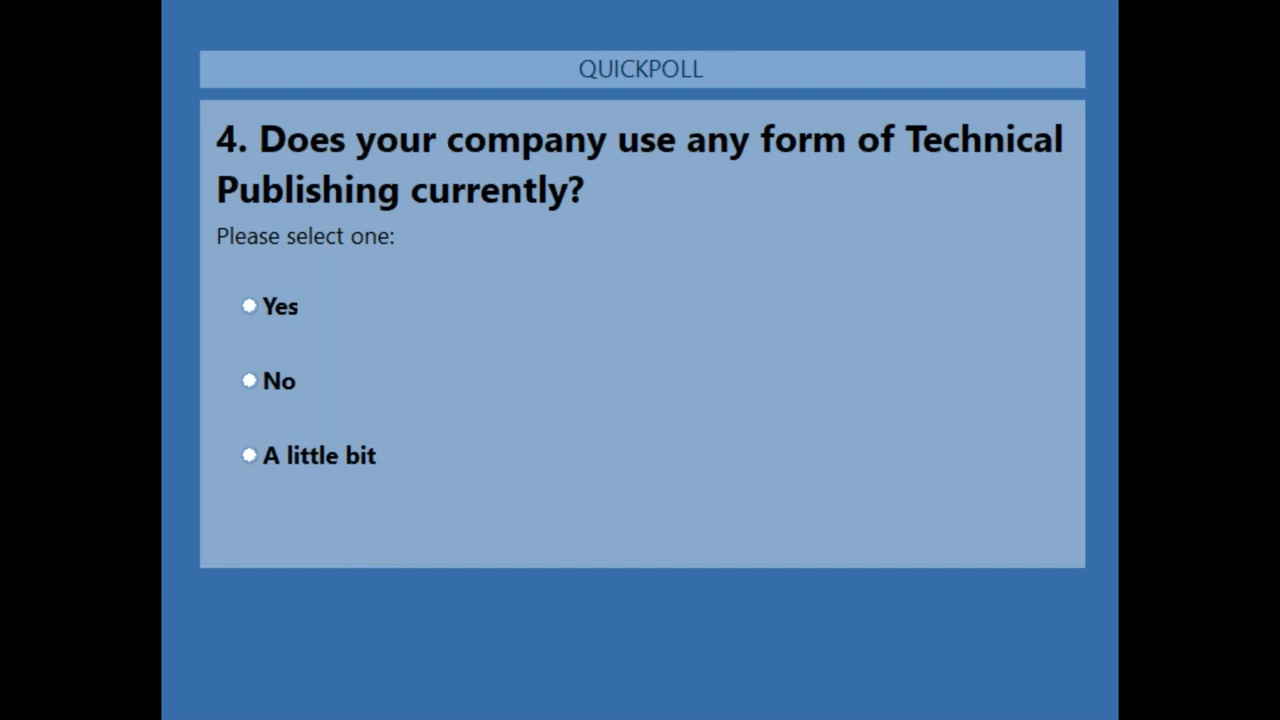 QUICKPOLL
4. Does your company use any form of Technical
Publishing currently?
Please select one:
Yes
No
A little bit